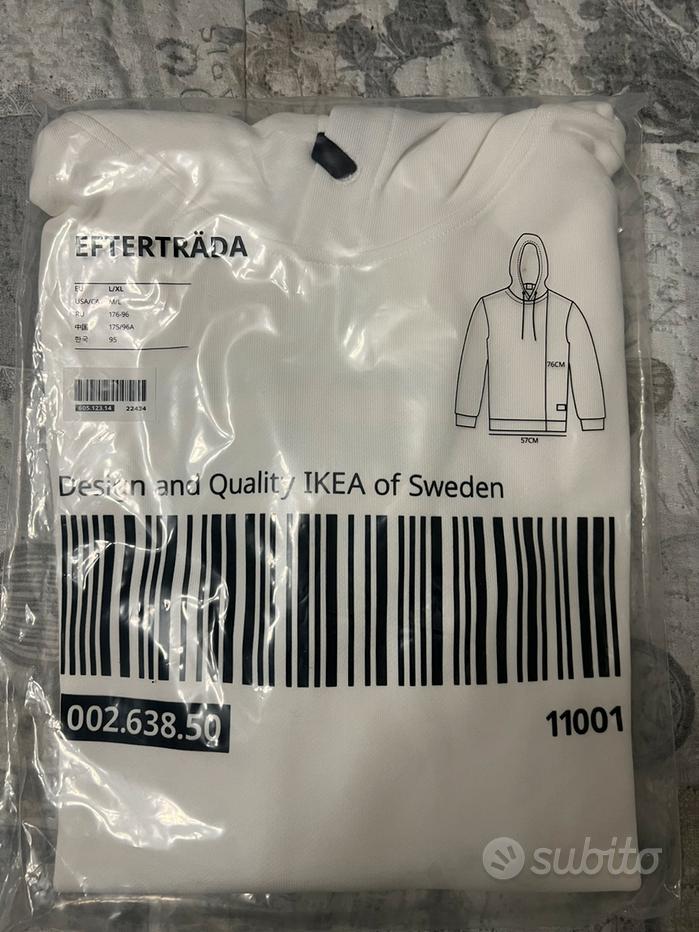 EFTERTRÄDA
EU L/XL
USA/CA M/L
RU 176-96
中国 175/96A
한국 95
605.123.14 22434
76CM
57CM
Design and Quality IKEA of Sweden
002.638.50 11001
subito